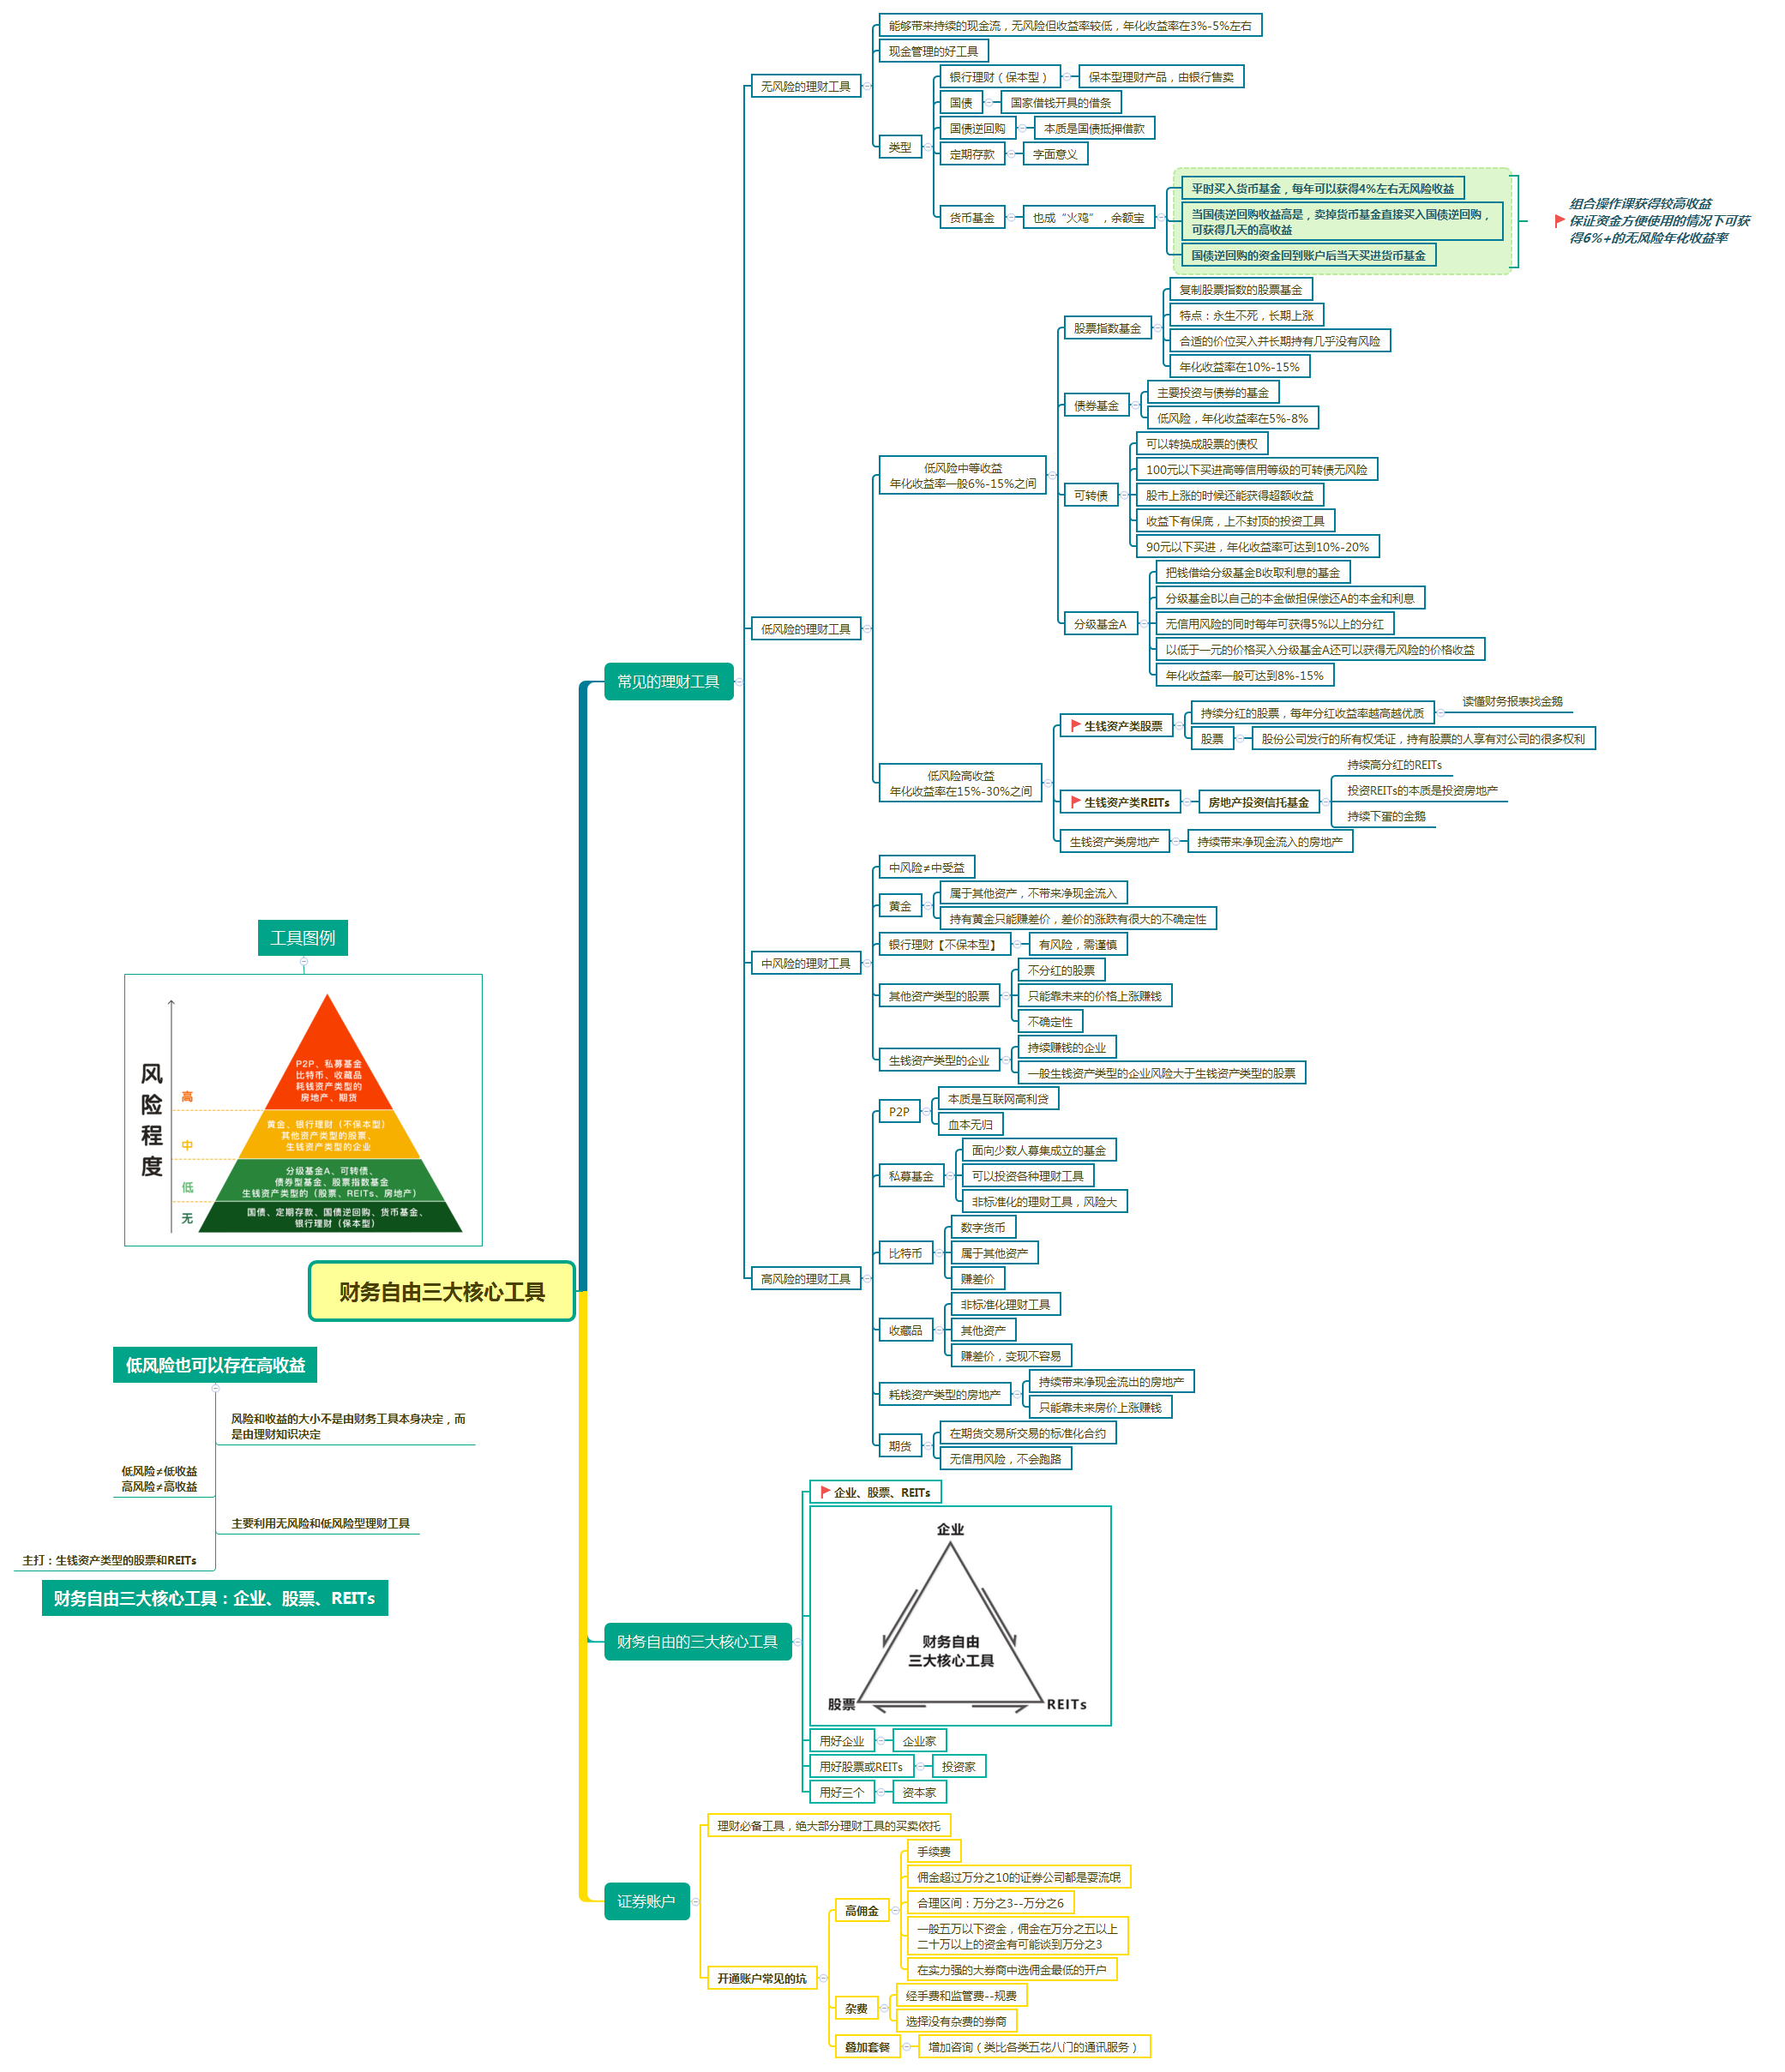 财务自由三大核心工具
常见的理财工具
无风险的理财工具
能够带来持续的现金流，无风险但收益率较低，年化收益率在3%-5%左右
现金管理的好工具
类型
银行理财（保本型）
保本型理财产品，由银行售卖
国债
国家借钱开具的借条
国债逆回购
本质是国债抵押借款
定期存款
字面意义
货币基金
也成“火鸡”，余额宝
平时买入货币基金，每年可以获得4%左右无风险收益
当国债逆回购收益高是，卖掉货币基金直接买入国债逆回购，
可获得几天的高收益
国债逆回购的资金回到账户后当天买进货币基金
组合操作课获得较高收益
保证资金方便使用的情况下可获
得6%+的无风险年化收益率
低风险的理财工具
低风险中等收益
年化收益率一般6%-15%之间
股票指数基金
复制股票指数的股票基金
特点：永生不死，长期上涨
合适的价位买入并长期持有几乎没有风险
年化收益率在10%-15%
债券基金
主要投资与债券的基金
低风险，年化收益率在5%-8%
可转债
可以转换成股票的债权
100元以下买进高等信用等级的可转债无风险
股市上涨的时候还能获得超额收益
收益下有保底，上不封顶的投资工具
90元以下买进，年化收益率可达到10%-20%
分级基金A
把钱借给分级基金B收取利息的基金
分级基金B以自己的本金做担保偿还A的本金和利息
无信用风险的同时每年可获得5%以上的分红
以低于一元的价格买入分级基金A还可以获得无风险的价格收益
年化收益率一般可达到8%-15%
低风险高收益
年化收益率在15%-30%之间
生钱资产类股票
持续分红的股票，每年分红收益率越高越优质
读懂财务报表找金鹅
股票
股份公司发行的所有权凭证，持有股票的人享有对公司的很多权利
生钱资产类REITs
房地产投资信托基金
持续高分红的REITs
投资REITs的本质是投资房地产
持续下蛋的金鹅
生钱资产类房地产
持续带来净现金流入的房地产
中风险的理财工具
中风险≠中受益
黄金
属于其他资产，不带来净现金流入
持有黄金只能赚差价，差价的涨跌有很大的不确定性
银行理财【不保本型】
有风险，需谨慎
其他资产类型的股票
不分红的股票
只能靠未来的价格上涨赚钱
不确定性
生钱资产类型的企业
持续赚钱的企业
一般生钱资产类型的企业风险大于生钱资产类型的股票
高风险的理财工具
P2P
本质是互联网高利贷
血本无归
私募基金
面向少数人募集成立的基金
可以投资各种理财工具
非标准化的理财工具，风险大
比特币
数字货币
属于其他资产
赚差价
收藏品
非标准化理财工具
其他资产
赚差价，变现不容易
耗钱资产类型的房地产
持续带来净现金流出的房地产
只能靠未来房价上涨赚钱
期货
在期货交易所交易的标准化合约
无信用风险，不会跑路
财务自由的三大核心工具
企业、股票、REITs
企业
财务自由
三大核心工具
股票
REITs
用好企业
企业家
用好股票或REITs
投资家
用好三个
资本家
证券账户
理财必备工具，绝大部分理财工具的买卖依托
开通账户常见的坑
高佣金
手续费
佣金超过万分之10的证券公司都是耍流氓
合理区间：万分之3--万分之6
一般五万以下资金，佣金在万分之五以上
二十万以上的资金有可能谈到万分之3
在实力强的大券商中选佣金最低的开户
杂费
经手费和监管费--规费
选择没有杂费的券商
叠加套餐
增加咨询（类比各类五花八门的通讯服务）
工具图例
风险程度
高
P2P、私募基金
比特币、收藏品
耗钱资产类型的
房地产、期货
中
黄金、银行理财（不保本型）
其他资产类型的股票、
生钱资产类型的企业
低
分级基金A、可转债、
债券型基金、股票指数基金
生钱资产类型的（股票、REITs、房地产）
无
国债、定期存款、国债逆回购、货币基金、
银行理财（保本型）
低风险也可以存在高收益
风险和收益的大小不是由财务工具本身决定，而
是由理财知识决定
低风险≠低收益
高风险≠高收益
主要利用无风险和低风险型理财工具
主打：生钱资产类型的股票和REITs
财务自由三大核心工具：企业、股票、REITs